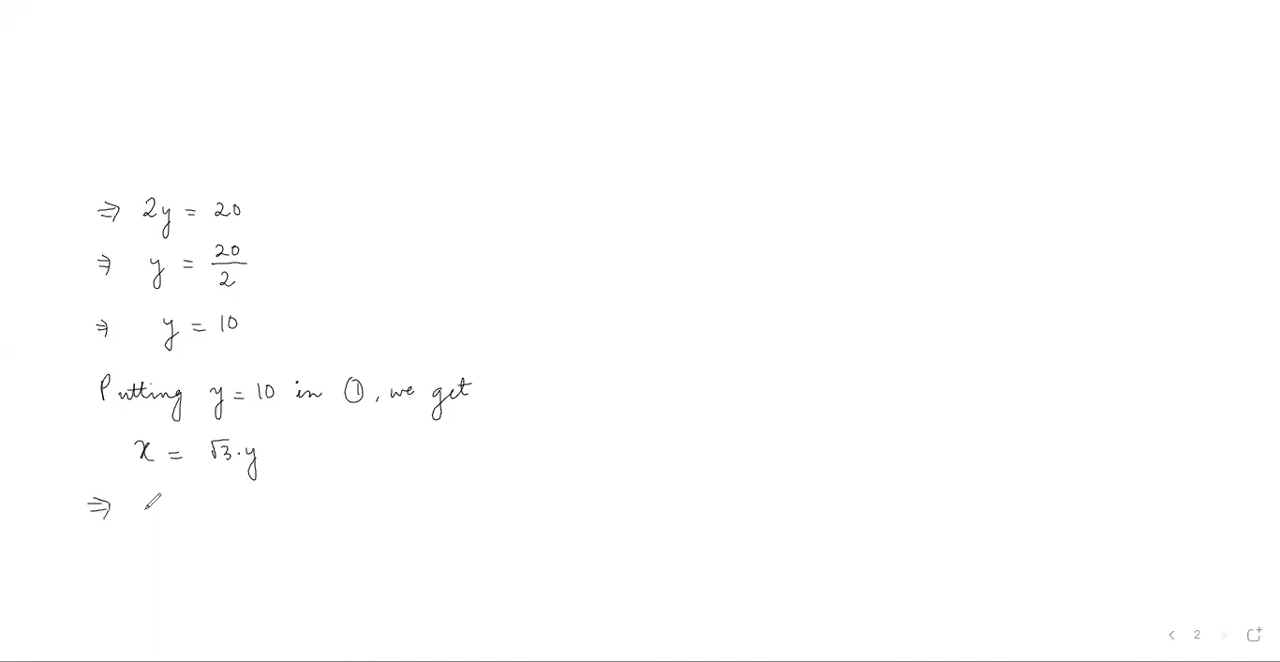 ⇒ 2y = 20
⇒ y = 20/2
⇒ y = 10
Putting y = 10 in ①, we get
x = √3·y
⇒
< 2 >